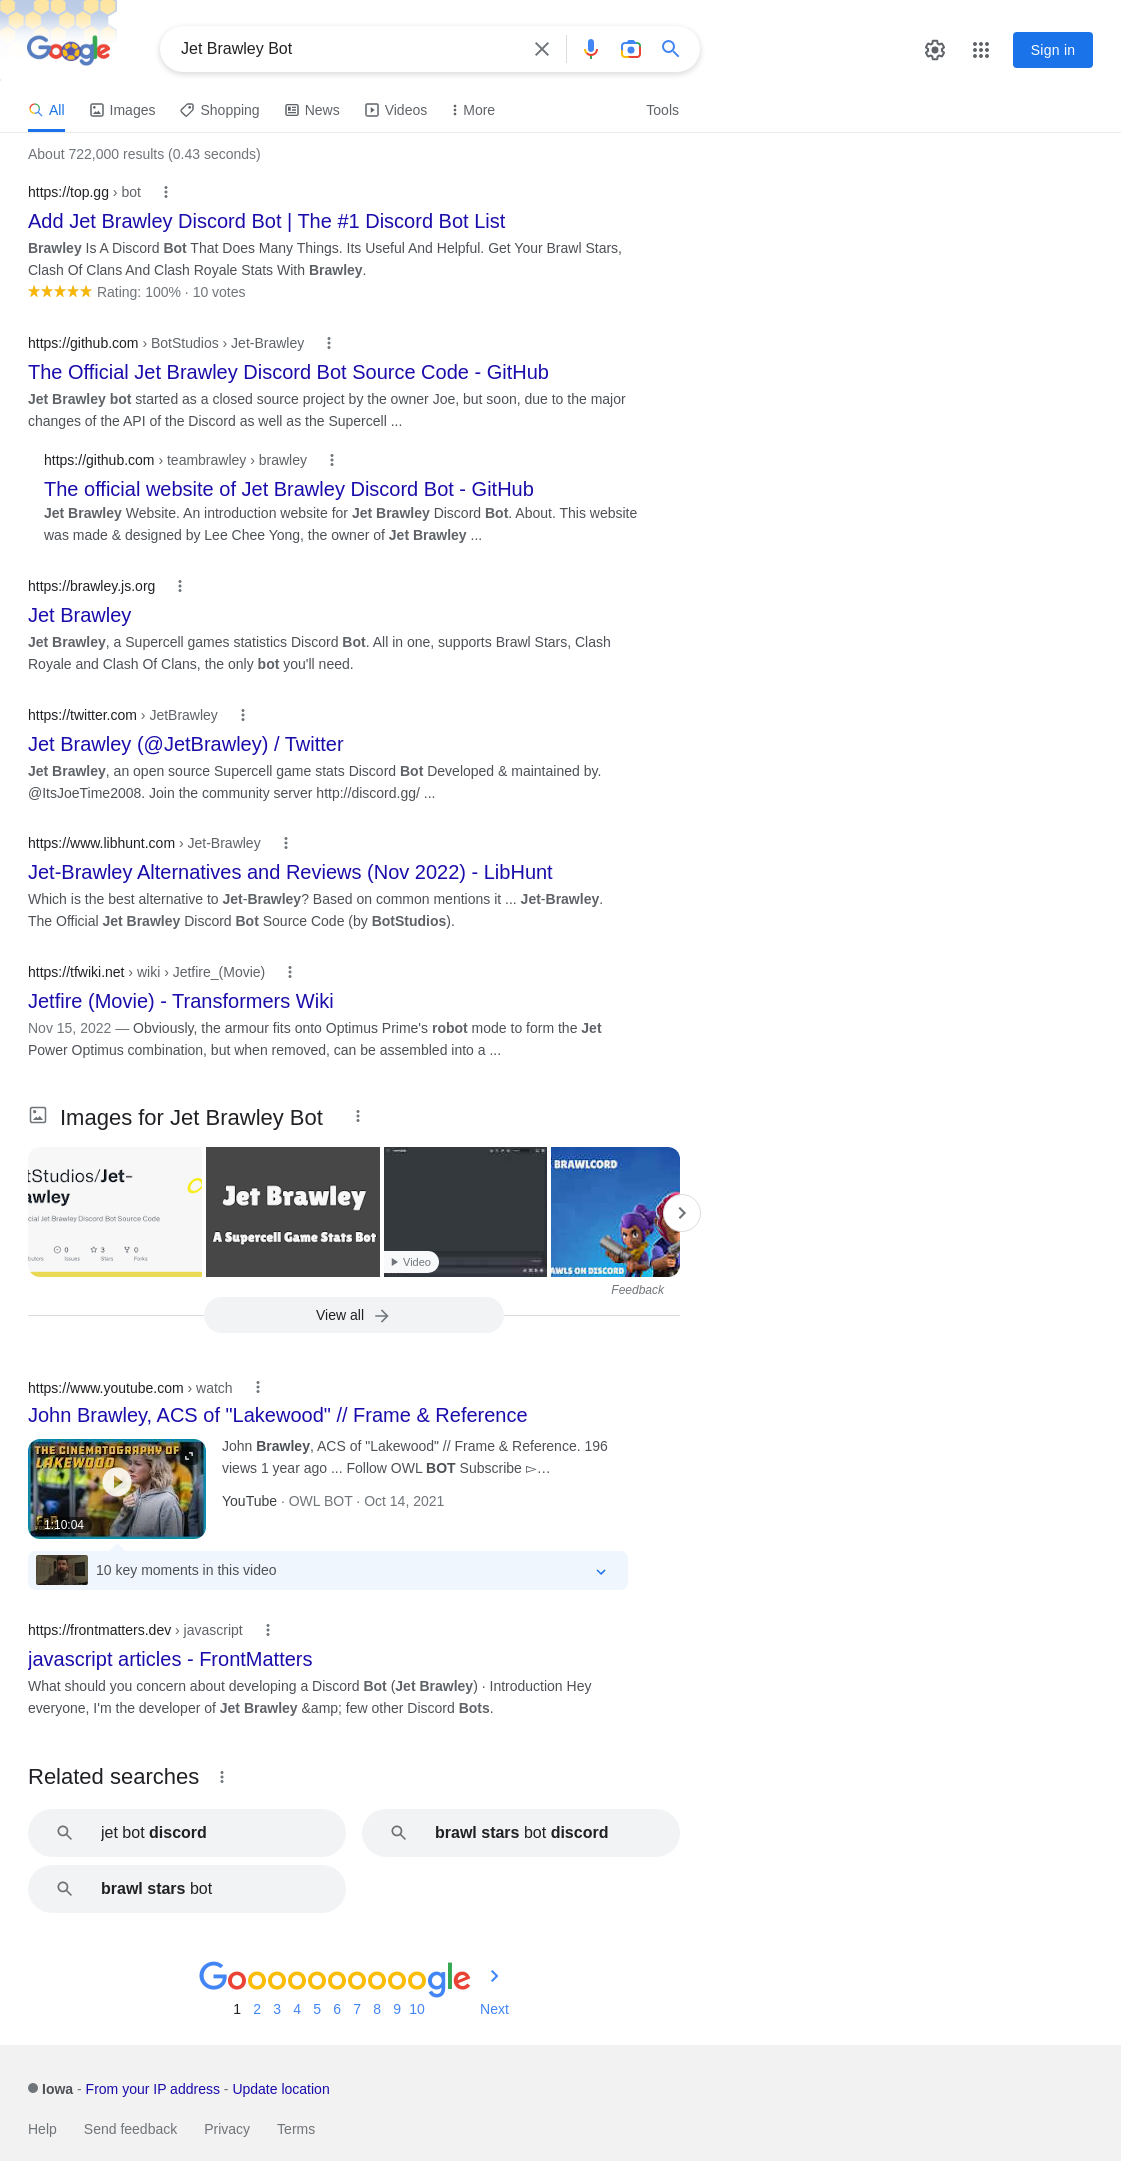 Google
Jet Brawley Bot
Sign in
All Images Shopping News Videos More Tools
About 722,000 results (0.43 seconds)
https://top.gg › bot
Add Jet Brawley Discord Bot | The #1 Discord Bot List
Brawley Is A Discord Bot That Does Many Things. Its Useful And Helpful. Get Your Brawl Stars,
Clash Of Clans And Clash Royale Stats With Brawley.
Rating: 100% · 10 votes
https://github.com › BotStudios › Jet-Brawley
The Official Jet Brawley Discord Bot Source Code - GitHub
Jet Brawley bot started as a closed source project by the owner Joe, but soon, due to the major
changes of the API of the Discord as well as the Supercell ...
https://github.com › teambrawley › brawley
The official website of Jet Brawley Discord Bot - GitHub
Jet Brawley Website. An introduction website for Jet Brawley Discord Bot. About. This website
was made & designed by Lee Chee Yong, the owner of Jet Brawley ...
https://brawley.js.org
Jet Brawley
Jet Brawley, a Supercell games statistics Discord Bot. All in one, supports Brawl Stars, Clash
Royale and Clash Of Clans, the only bot you'll need.
https://twitter.com › JetBrawley
Jet Brawley (@JetBrawley) / Twitter
Jet Brawley, an open source Supercell game stats Discord Bot Developed & maintained by.
@ItsJoeTime2008. Join the community server http://discord.gg/ ...
https://www.libhunt.com › Jet-Brawley
Jet-Brawley Alternatives and Reviews (Nov 2022) - LibHunt
Which is the best alternative to Jet-Brawley? Based on common mentions it ... Jet-Brawley.
The Official Jet Brawley Discord Bot Source Code (by BotStudios).
https://tfwiki.net › wiki › Jetfire_(Movie)
Jetfire (Movie) - Transformers Wiki
Nov 15, 2022 — Obviously, the armour fits onto Optimus Prime's robot mode to form the Jet
Power Optimus combination, but when removed, can be assembled into a ...
Images for Jet Brawley Bot
tStudios/Jet-
awley
cial Jet Brawley Discord Bot Source Code
0 3 0
butors Issues Stars Forks
Jet Brawley
A Supercell Game Stats Bot
Video
BRAWLCORD
AWLS ON DISCORD
Feedback
View all
https://www.youtube.com › watch
John Brawley, ACS of "Lakewood" // Frame & Reference
THE CINEMATOGRAPHY OF
LAKEWOOD
1:10:04
John Brawley, ACS of "Lakewood" // Frame & Reference. 196
views 1 year ago ... Follow OWL BOT Subscribe ▻…
YouTube · OWL BOT · Oct 14, 2021
10 key moments in this video
https://frontmatters.dev › javascript
javascript articles - FrontMatters
What should you concern about developing a Discord Bot (Jet Brawley) · Introduction Hey
everyone, I'm the developer of Jet Brawley &amp; few other Discord Bots.
Related searches
jet bot discord
brawl stars bot discord
brawl stars bot
Goooooooooogle
1 2 3 4 5 6 7 8 9 10 Next
Iowa - From your IP address - Update location
Help Send feedback Privacy Terms